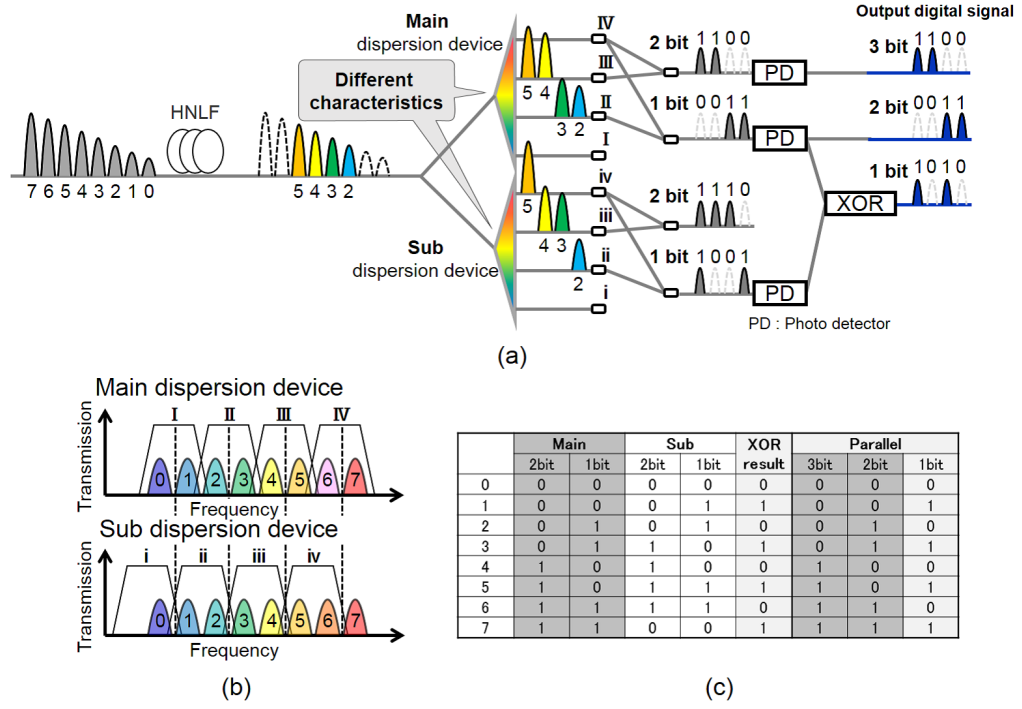 Output digital signal
Main
dispersion device
Different
characteristics
HNLF
7 6 5 4 3 2 1 0
5 4 3 2
Sub
dispersion device
IV
III
II
I
iv
iii
ii
i
5 4
3 2
5
4 3
2
2 bit 1 1 0 0
1 bit 0 0 1 1
2 bit 1 1 1 0
1 bit 1 0 0 1
PD
PD
PD
XOR
3 bit 1 1 0 0
2 bit 0 0 1 1
1 bit 1 0 1 0
PD : Photo detector
(a)
Main dispersion device
Transmission
I II III IV
0 1 2 3 4 5 6 7
Frequency
Sub dispersion device
Transmission
i ii iii iv
0 1 2 3 4 5 6 7
Frequency
(b)
Main Sub XOR result Parallel
2bit 1bit 2bit 1bit 3bit 2bit 1bit
0 0 0 0 0 0 0 0 0
1 0 0 0 1 1 0 0 1
2 0 1 0 1 0 0 1 0
3 0 1 1 0 1 0 1 1
4 1 0 1 0 0 1 0 0
5 1 0 1 1 1 1 0 1
6 1 1 1 1 0 1 1 0
7 1 1 0 0 1 1 1 1
(c)